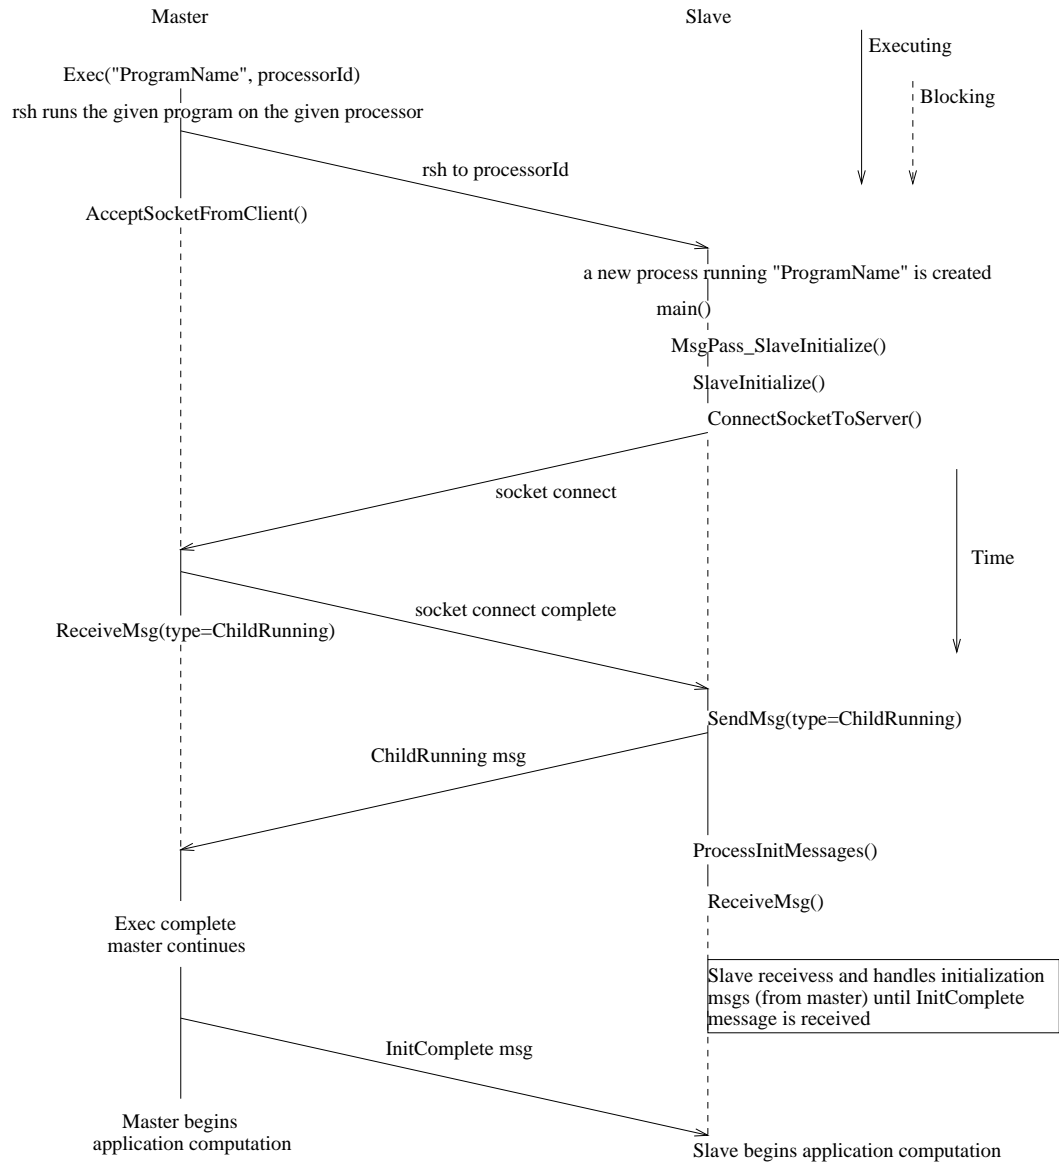 Master
Slave
Executing
Exec("ProgramName", processorId)
Blocking
rsh runs the given program on the given processor
rsh to processorId
AcceptSocketFromClient()
a new process running "ProgramName" is created
main()
MsgPass_SlaveInitialize()
SlaveInitialize()
ConnectSocketToServer()
socket connect
Time
socket connect complete
ReceiveMsg(type=ChildRunning)
SendMsg(type=ChildRunning)
ChildRunning msg
ProcessInitMessages()
ReceiveMsg()
Exec complete
master continues
Slave receivess and handles initialization
msgs (from master) until InitComplete
message is received
InitComplete msg
Master begins
application computation
Slave begins application computation